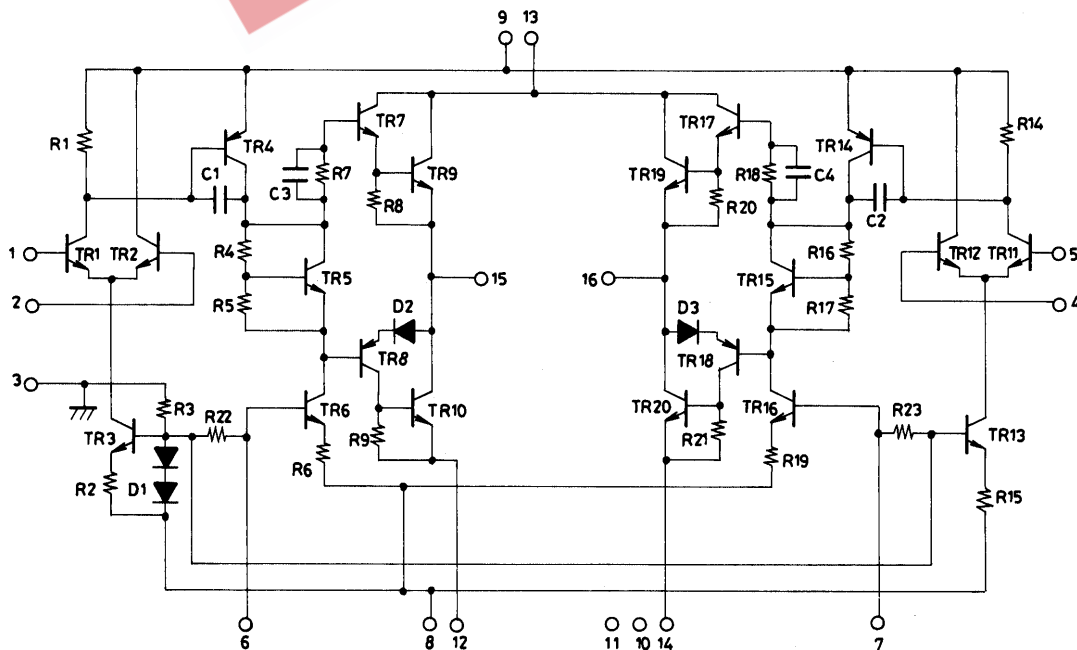 9 13
R1
TR4
C1
TR7
C3
R7
TR9
R8
TR17
TR19
R18
C4
R20
TR14
R14
C2
1
TR1
TR2
R4
TR5
R5
15
16
TR15
R16
R17
TR12
TR11
5
2
4
D2
TR8
D3
TR18
3
R3
R22
TR3
R2
D1
TR6
R6
R9
TR10
TR20
R21
TR16
R19
R23
TR13
R15
6
8
12
11
10
14
7